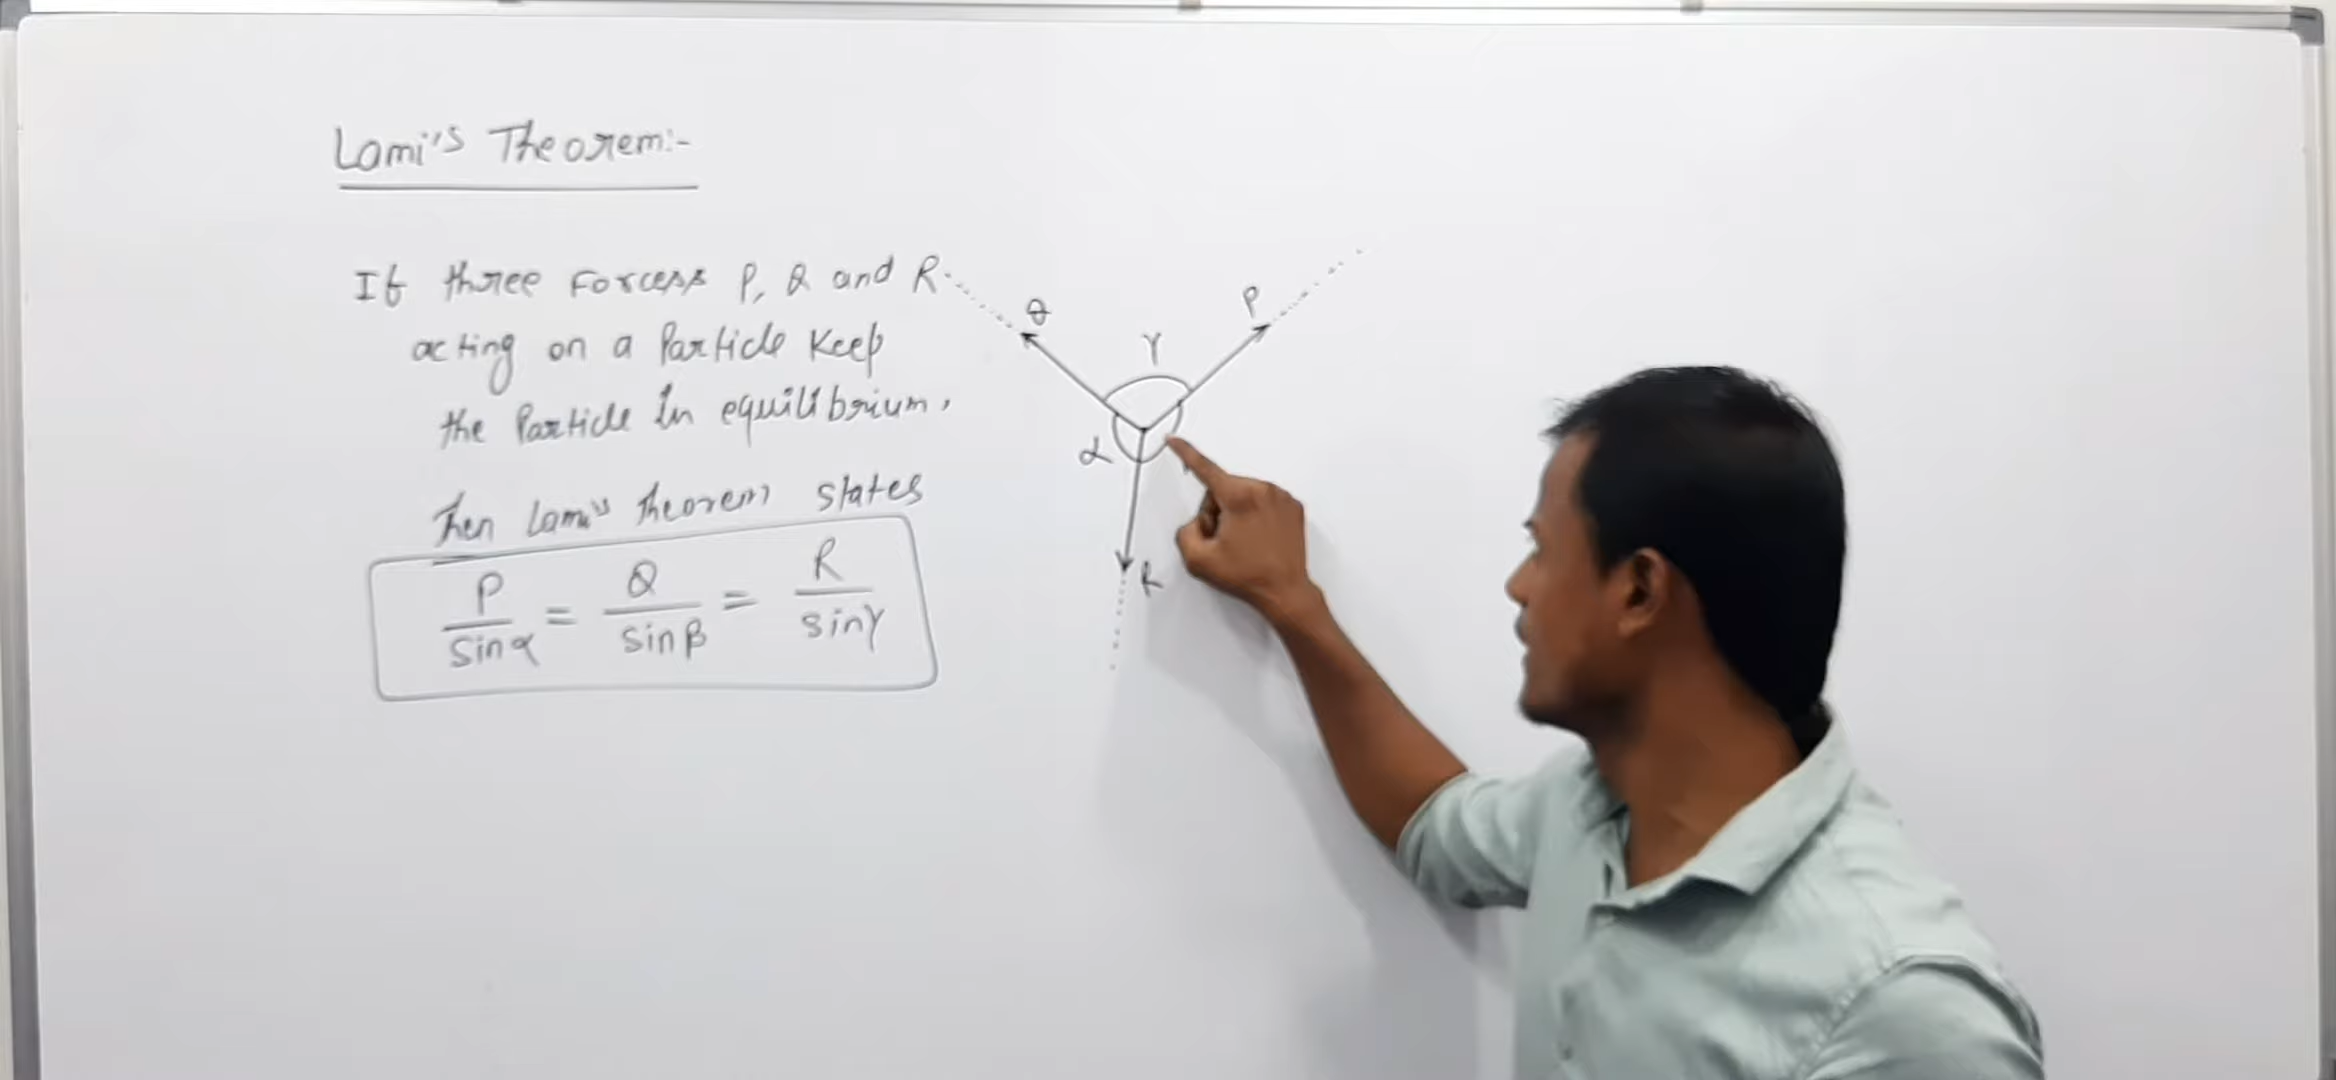 Lami's Theorem:-
If three Forcess P, Q and R
acting on a Particle Keep
the Particle in equilibrium,
Then Lami's theorem states
P/sinα = Q/sinβ = R/sinγ
Q
P
γ
α
R